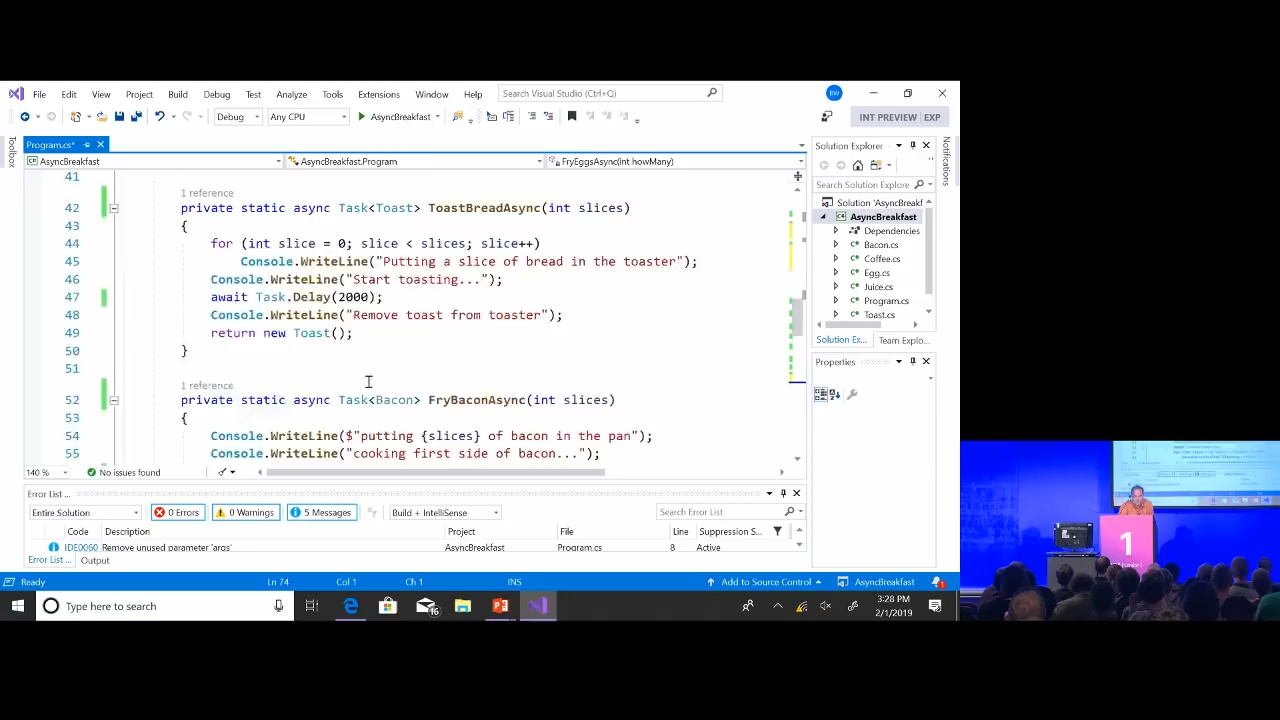 File Edit View Project Build Debug Team Analyze Tools Extensions Window Help Search Visual Studio (Ctrl+Q) BW
Debug Any CPU AsyncBreakfast INT PREVIEW EXP
Program.cs*
AsyncBreakfast AsyncBreakfast.Program FryEggsAsync(int howMany)
Toolbox
41
1 reference
42 private static async Task<Toast> ToastBreadAsync(int slices)
43 {
44 for (int slice = 0; slice < slices; slice++)
45 Console.WriteLine("Putting a slice of bread in the toaster");
46 Console.WriteLine("Start toasting...");
47 await Task.Delay(2000);
48 Console.WriteLine("Remove toast from toaster");
49 return new Toast();
50 }
51
1 reference
52 private static async Task<Bacon> FryBaconAsync(int slices)
53 {
54 Console.WriteLine($"putting {slices} of bacon in the pan");
55 Console.WriteLine("cooking first side of bacon...");
140 % No issues found
Solution Explorer
Search Solution Explore
Solution 'AsyncBreakf
AsyncBreakfast
Dependencies
Bacon.cs
Coffee.cs
Egg.cs
Juice.cs
Program.cs
Toast.cs
Solution Ex... Team Explo...
Properties
Notifications
Error List ...
Entire Solution 0 Errors 0 Warnings 5 Messages Build + IntelliSense Search Error List
Code Description Project File Line Suppression S...
IDE0060 Remove unused parameter 'args' AsyncBreakfast Program.cs 8 Active
Error List ... Output
Ready Ln 74 Col 1 Ch 1 INS Add to Source Control AsyncBreakfast 1
Type here to search 16 3:28 PM
2/1/2019
1